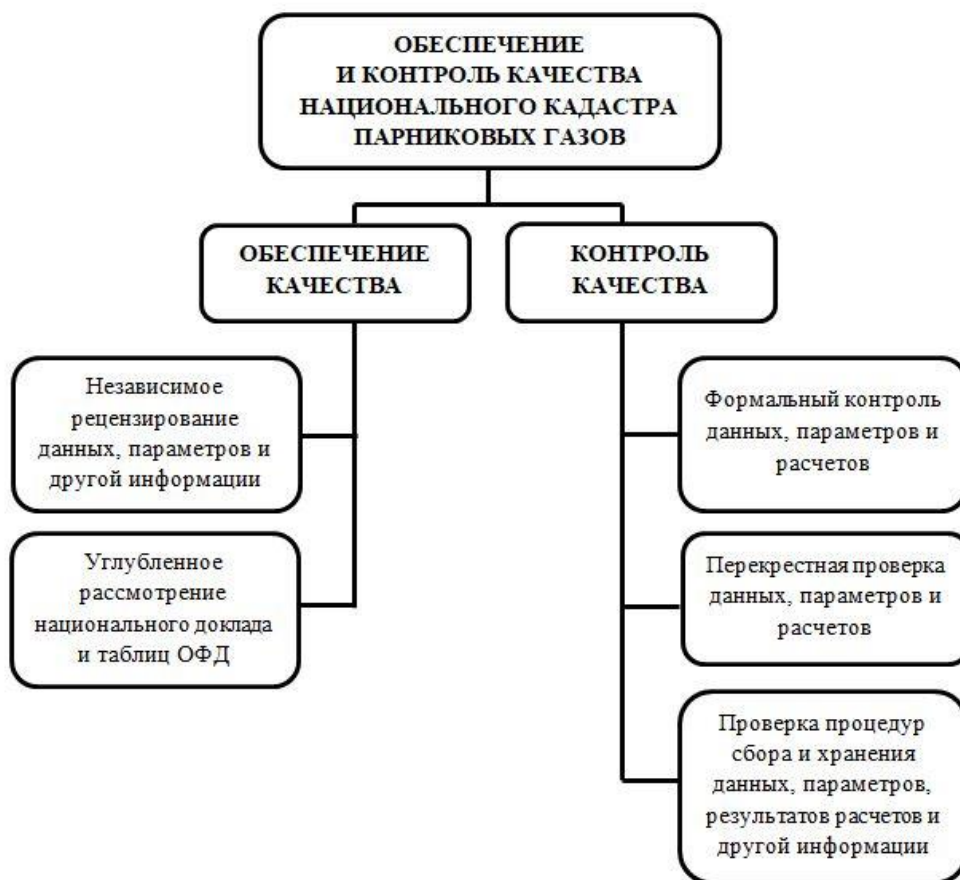 ОБЕСПЕЧЕНИЕ
И КОНТРОЛЬ КАЧЕСТВА
НАЦИОНАЛЬНОГО КАДАСТРА
ПАРНИКОВЫХ ГАЗОВ
ОБЕСПЕЧЕНИЕ
КАЧЕСТВА
КОНТРОЛЬ
КАЧЕСТВА
Независимое
рецензирование
данных, параметров и
другой информации
Углубленное
рассмотрение
национального доклада
и таблиц ОФД
Формальный контроль
данных, параметров и
расчетов
Перекрестная проверка
данных, параметров и
расчетов
Проверка процедур
сбора и хранения
данных, параметров,
результатов расчетов и
другой информации